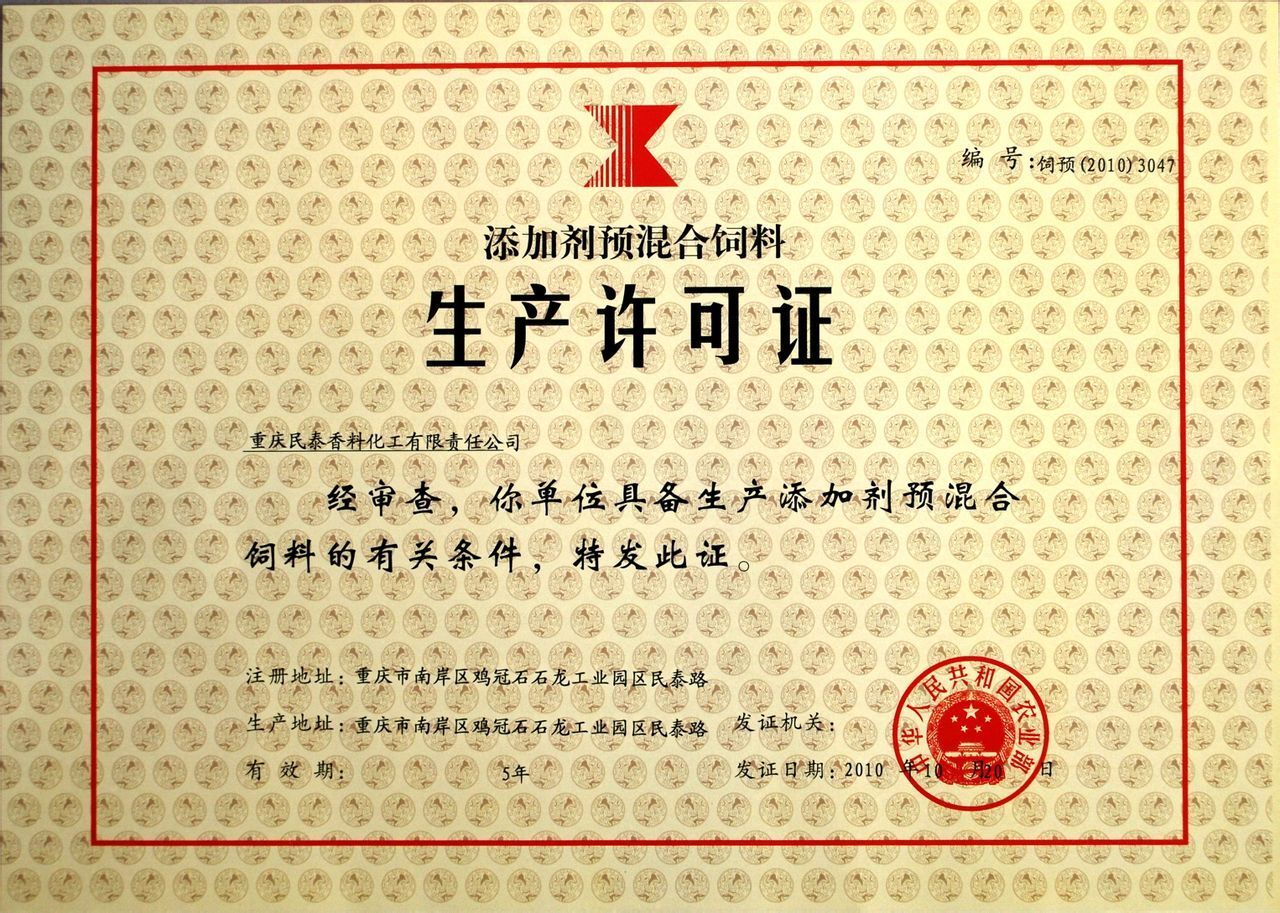 编 号：饲预(2010)3047
添加剂预混合饲料
生产许可证
重庆民泰香料化工有限责任公司
经审查，你单位具备生产添加剂预混合
饲料的有关条件，特发此证。
注册地址：重庆市南岸区鸡冠石石龙工业园区民泰路
生产地址：重庆市南岸区鸡冠石石龙工业园区民泰路
发证机关：
中华人民共和国农业部
有 效 期：5年
发证日期：2010 年10 月20 日